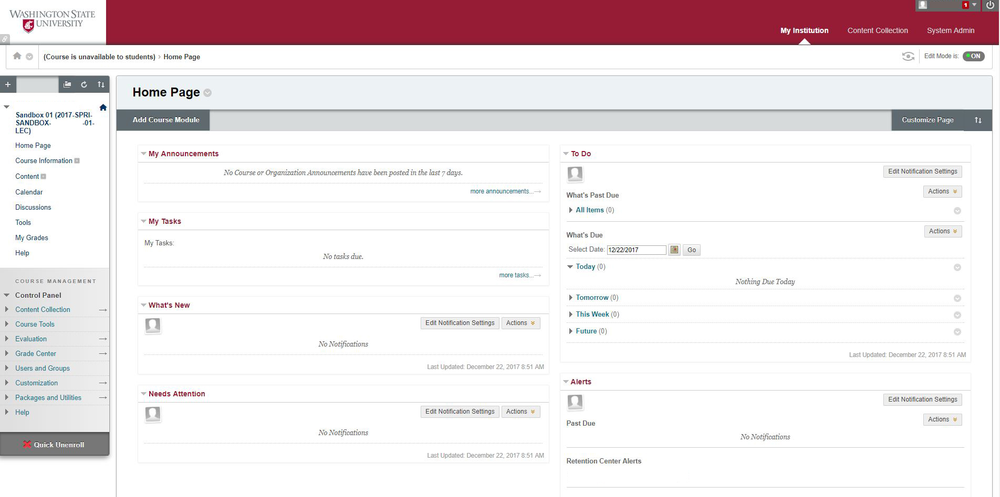 WASHINGTON STATE
UNIVERSITY
1
My Institution
Content Collection
System Admin
(Course is unavailable to students) › Home Page
Edit Mode is:
ON
Sandbox 01 (2017-SPRI-
SANDBOX- -01-
LEC)
Home Page
Course Information
Content
Calendar
Discussions
Tools
My Grades
Help
COURSE MANAGEMENT
Control Panel
Content Collection
Course Tools
Evaluation
Grade Center
Users and Groups
Customization
Packages and Utilities
Help
Quick Unenroll
Home Page
Add Course Module
Customize Page
My Announcements
No Course or Organization Announcements have been posted in the last 7 days.
more announcements...
My Tasks
My Tasks:
No tasks due.
more tasks...
What's New
Edit Notification Settings
Actions
No Notifications
Last Updated: December 22, 2017 8:51 AM
Needs Attention
Edit Notification Settings
Actions
No Notifications
Last Updated: December 22, 2017 8:51 AM
To Do
Edit Notification Settings
Actions
What's Past Due
All Items (0)
Actions
What's Due
Select Date: 12/22/2017 Go
Today (0)
Nothing Due Today
Tomorrow (0)
This Week (0)
Future (0)
Last Updated: December 22, 2017 8:51 AM
Alerts
Edit Notification Settings
Actions
Past Due
No Notifications
Retention Center Alerts